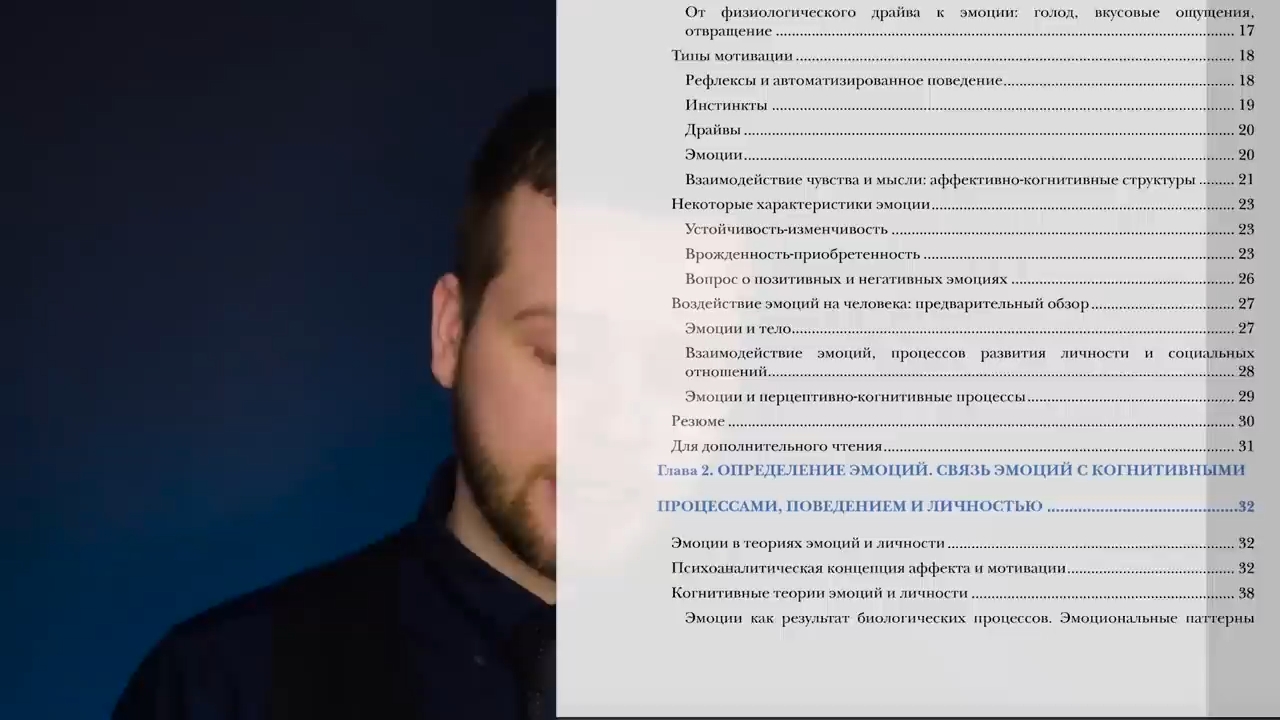 От физиологического драйва к эмоции: голод, вкусовые ощущения,
отвращение ........ 17
Типы мотивации ........ 18
Рефлексы и автоматизированное поведение ........ 18
Инстинкты ........ 19
Драйвы ........ 20
Эмоции ........ 20
Взаимодействие чувства и мысли: аффективно-когнитивные структуры ........ 21
Некоторые характеристики эмоции ........ 23
Устойчивость-изменчивость ........ 23
Врожденность-приобретенность ........ 23
Вопрос о позитивных и негативных эмоциях ........ 26
Воздействие эмоций на человека: предварительный обзор ........ 27
Эмоции и тело ........ 27
Взаимодействие эмоций, процессов развития личности и социальных
отношений ........ 28
Эмоции и перцептивно-когнитивные процессы ........ 29
Резюме ........ 30
Для дополнительного чтения ........ 31
Глава 2. ОПРЕДЕЛЕНИЕ ЭМОЦИЙ. СВЯЗЬ ЭМОЦИЙ С КОГНИТИВНЫМИ
ПРОЦЕССАМИ, ПОВЕДЕНИЕМ И ЛИЧНОСТЬЮ ........ 32
Эмоции в теориях эмоций и личности ........ 32
Психоаналитическая концепция аффекта и мотивации ........ 32
Когнитивные теории эмоций и личности ........ 38
Эмоции как результат биологических процессов. Эмоциональные паттерны